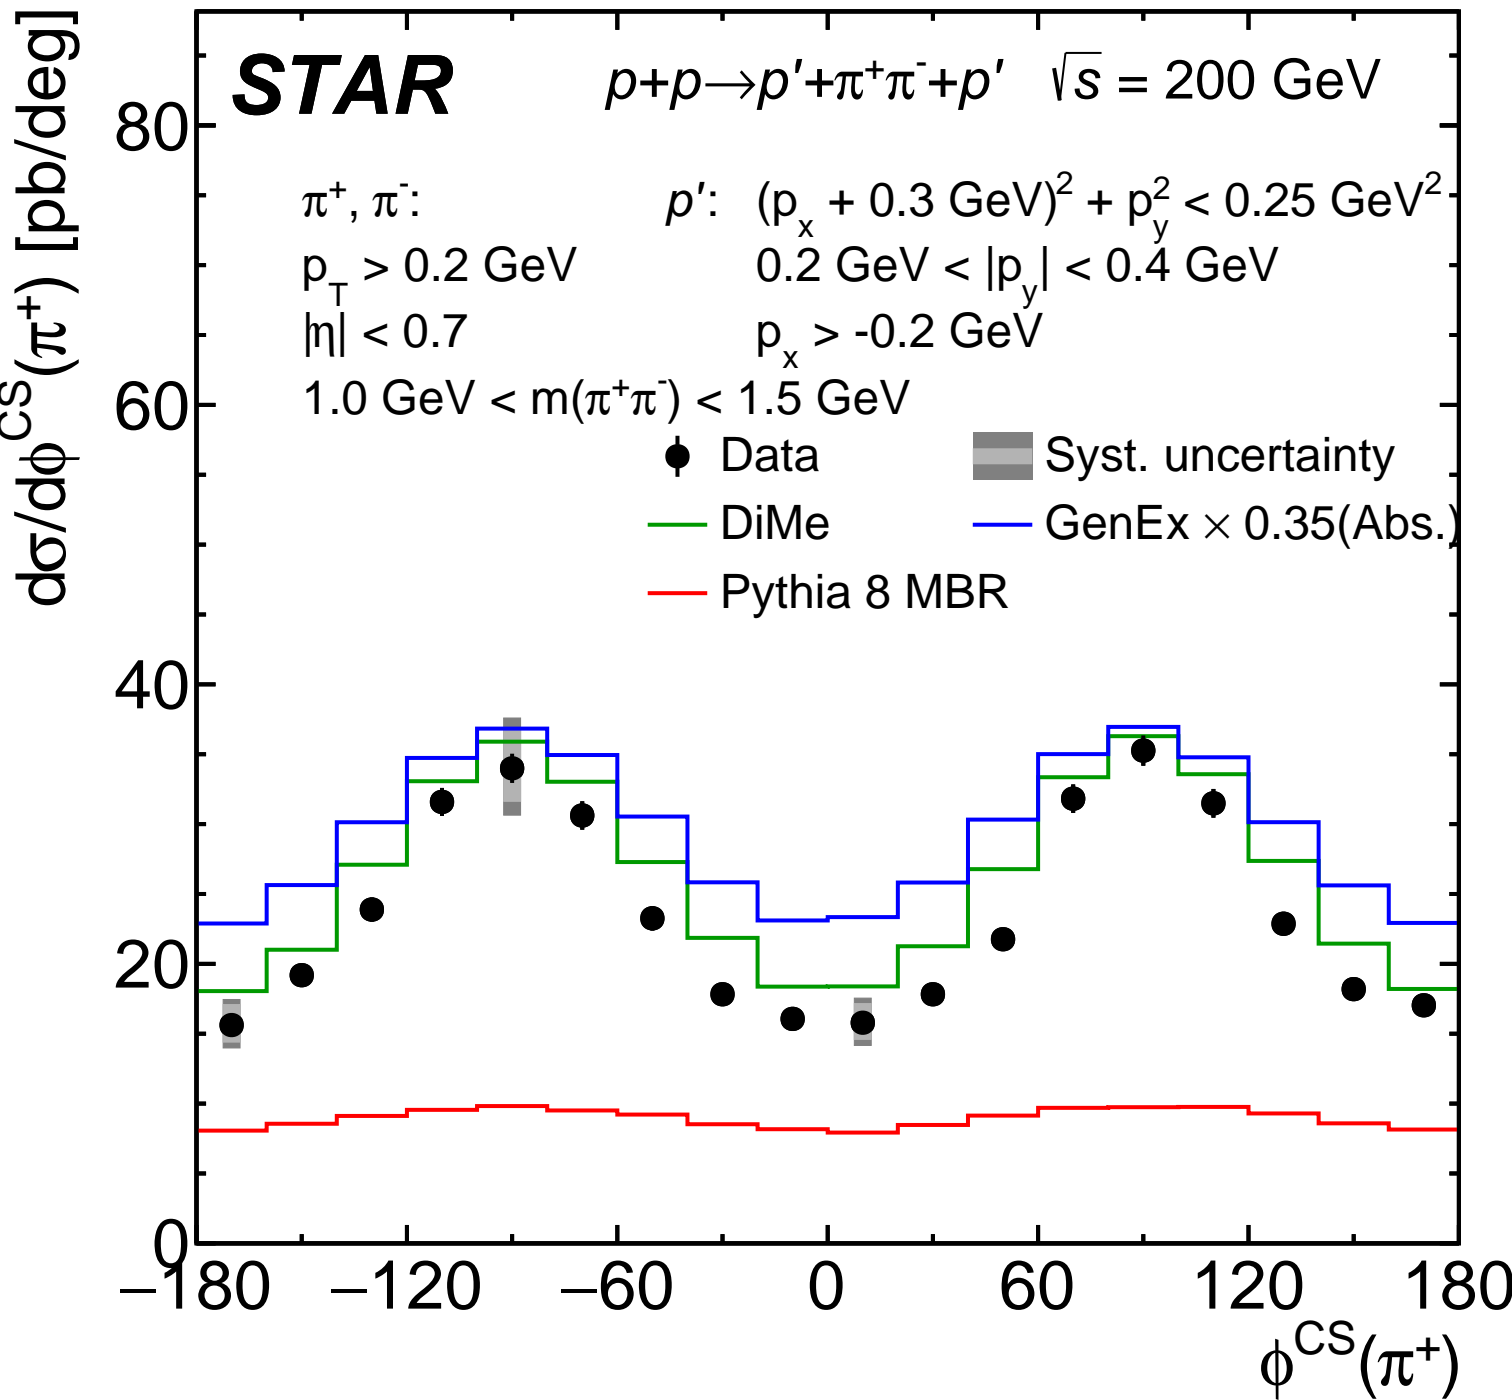 dσ/dϕ^CS(π⁺) [pb/deg]
STAR p+p→p′+π⁺π⁻+p′ √s = 200 GeV
π⁺, π⁻: p′: (p_x + 0.3 GeV)² + p_y² < 0.25 GeV²
p_T > 0.2 GeV 0.2 GeV < |p_y| < 0.4 GeV
|η| < 0.7 p_x > -0.2 GeV
1.0 GeV < m(π⁺π⁻) < 1.5 GeV
Data Syst. uncertainty
DiMe GenEx × 0.35(Abs.)
Pythia 8 MBR
80
60
40
20
0
−180 −120 −60 0 60 120 180
ϕ^CS(π⁺)